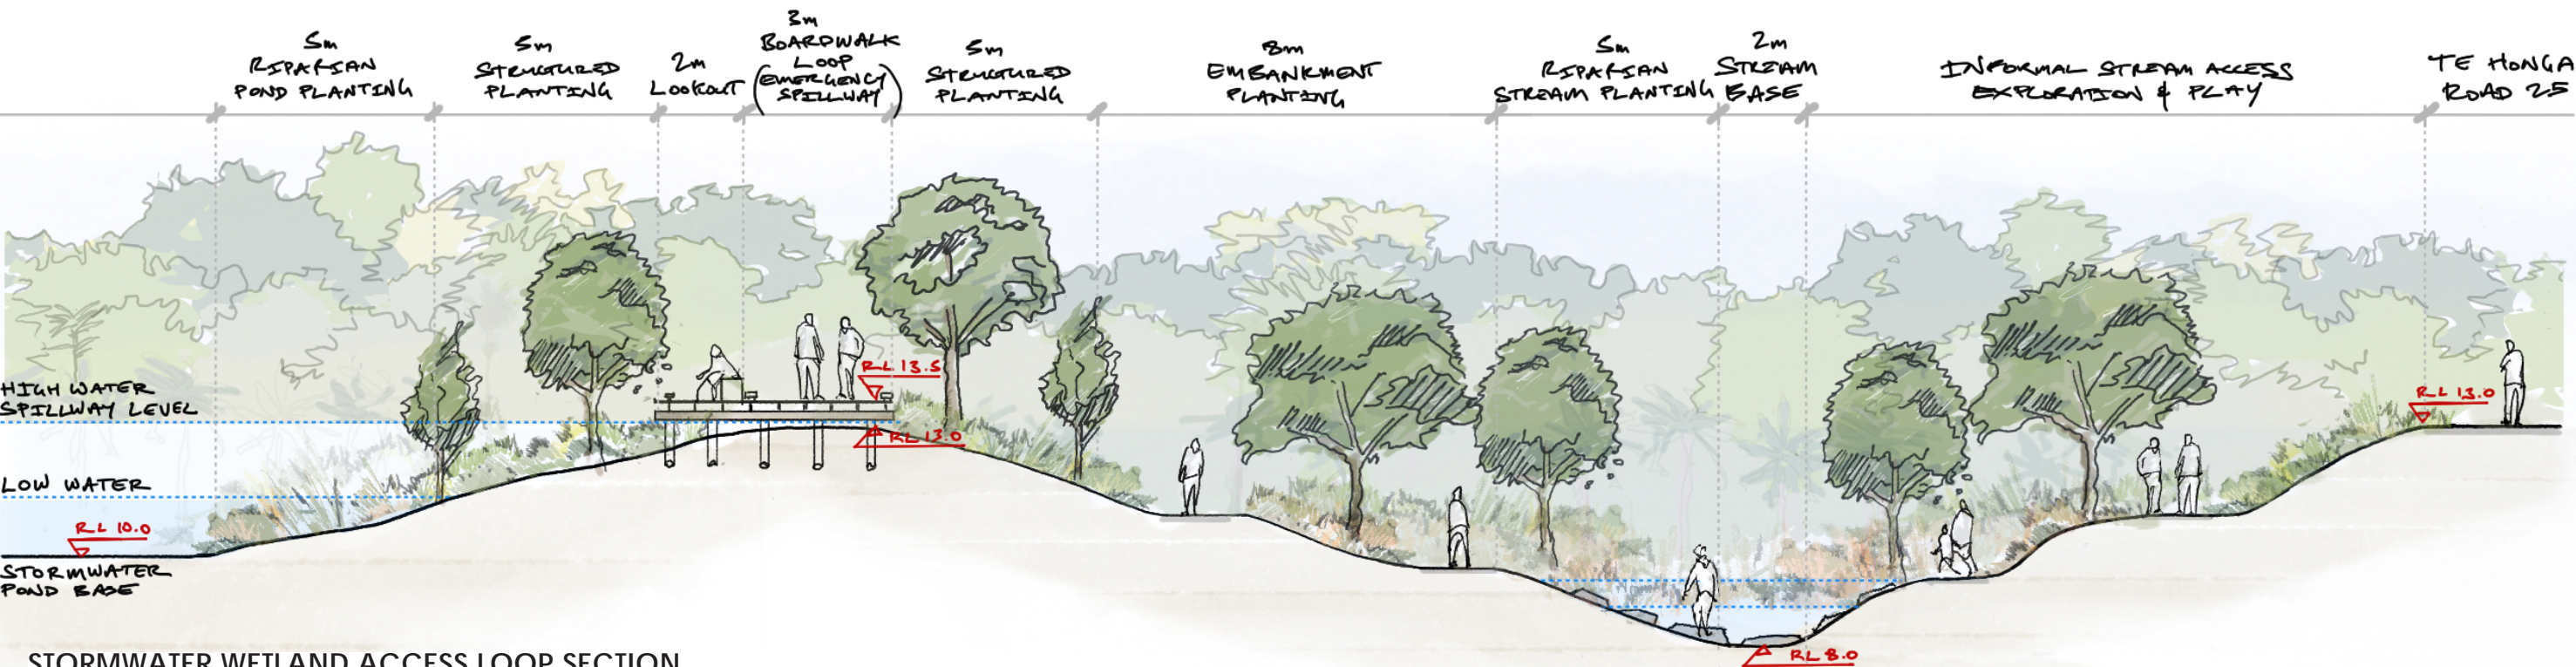 5m
RIPARIAN
POND PLANTING
5m
STRUCTURED
PLANTING
2m
LOOKOUT
3m
BOARDWALK
LOOP
(EMERGENCY
SPILLWAY)
5m
STRUCTURED
PLANTING
8m
EMBANKMENT
PLANTING
5m
RIPARIAN
STREAM PLANTING
2m
STREAM
BASE
INFORMAL STREAM ACCESS
EXPLORATION & PLAY
TE HONGA
ROAD 25
HIGH WATER
SPILLWAY LEVEL
LOW WATER
RL 10.0
STORMWATER
POND BASE
RL 13.5
RL 13.0
RL 13.0
RL 8.0
STORMWATER WETLAND ACCESS LOOP SECTION